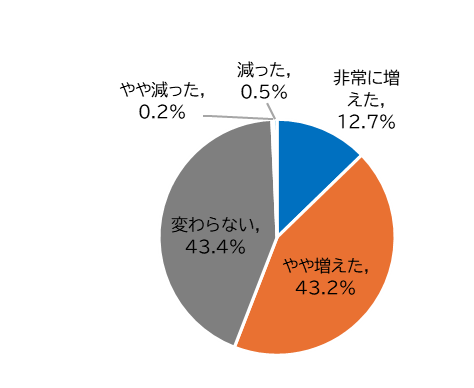 減った,
0.5%
非常に増
えた,
12.7%
やや減った,
0.2%
変わらない,
43.4%
やや増えた,
43.2%